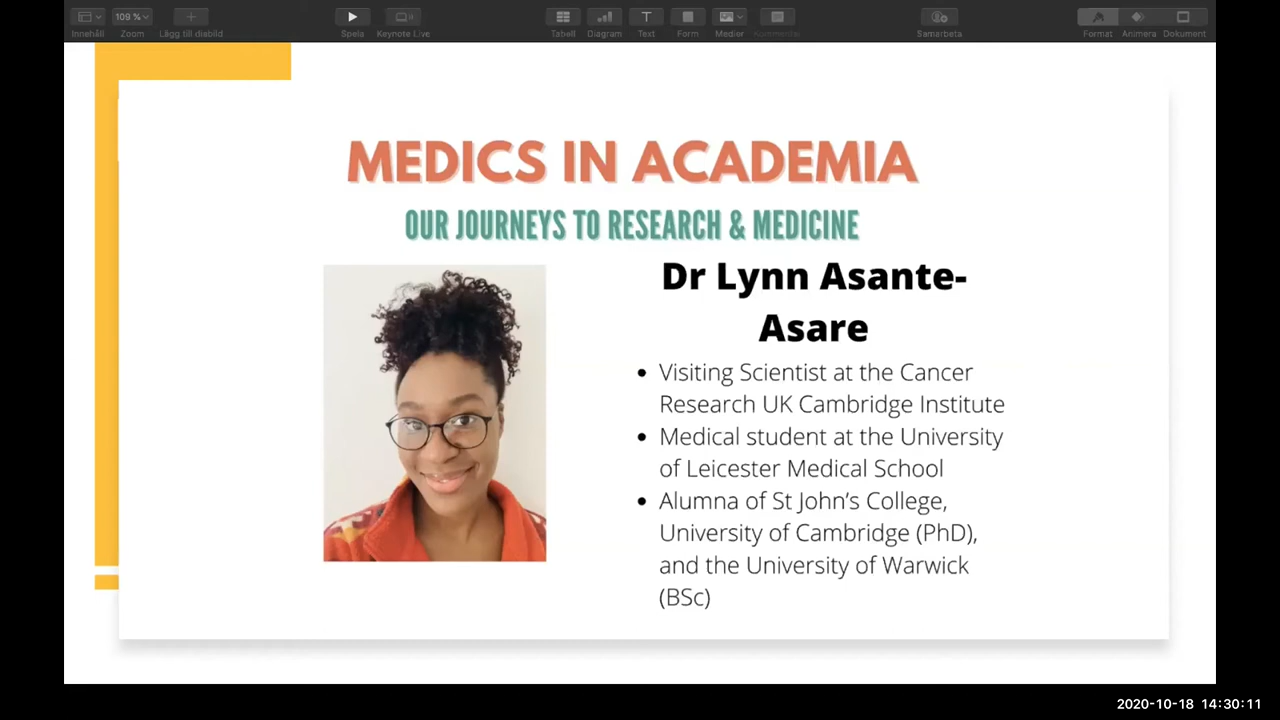 109 %
Innehåll
Zoom
Lägg till diabild
Spela
Keynote Live
Tabell
Diagram
Text
Form
Medier
Kommentar
Samarbeta
Format
Animera
Dokument
MEDICS IN ACADEMIA
OUR JOURNEYS TO RESEARCH & MEDICINE
Dr Lynn Asante-
Asare
• Visiting Scientist at the Cancer
Research UK Cambridge Institute
• Medical student at the University
of Leicester Medical School
• Alumna of St John’s College,
University of Cambridge (PhD),
and the University of Warwick
(BSc)
2020-10-18 14:30:11